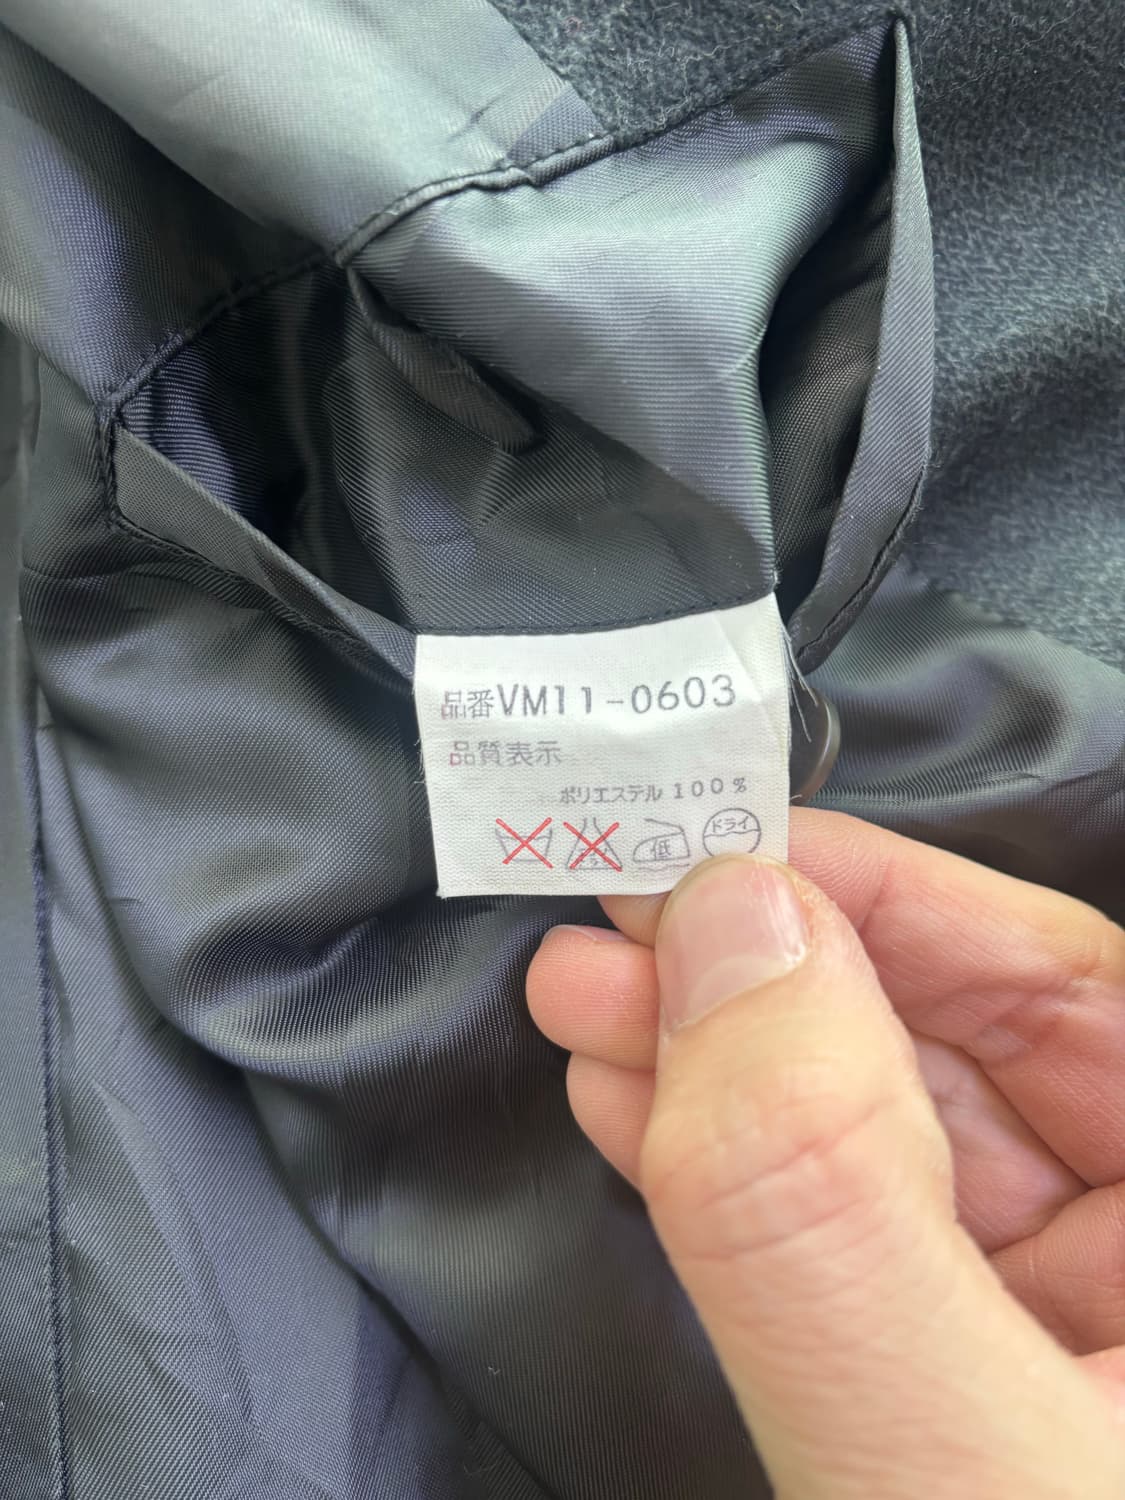 品番VM11-0603
品質表示
ポリエステル 100%
低 ドライ